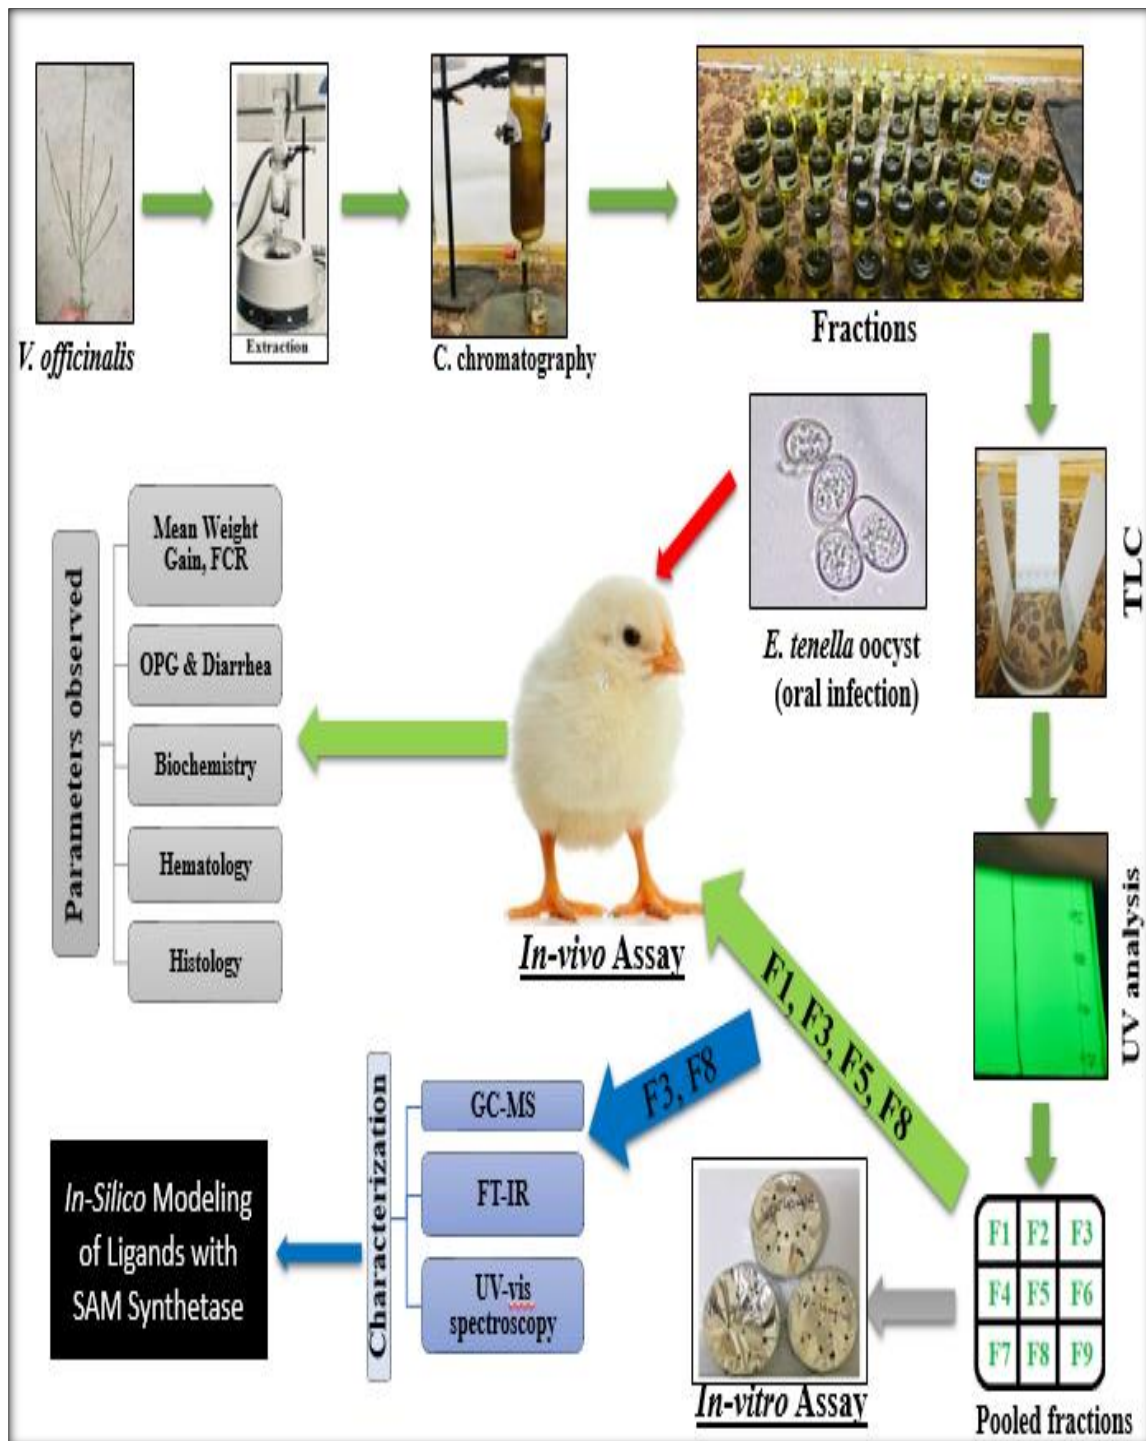 V. officinalis
Extraction
C. chromatography
Fractions
TLC
E. tenella oocyst
(oral infection)
Parameters observed
Mean Weight
Gain, FCR
OPG & Diarrhea
Biochemistry
Hematology
Histology
In-vivo Assay
UV analysis
F1, F3, F5, F8
F3, F8
Characterization
GC-MS
FT-IR
UV-vis
spectroscopy
In-Silico Modeling
of Ligands with
SAM Synthetase
In-vitro Assay
F1 F2 F3
F4 F5 F6
F7 F8 F9
Pooled fractions